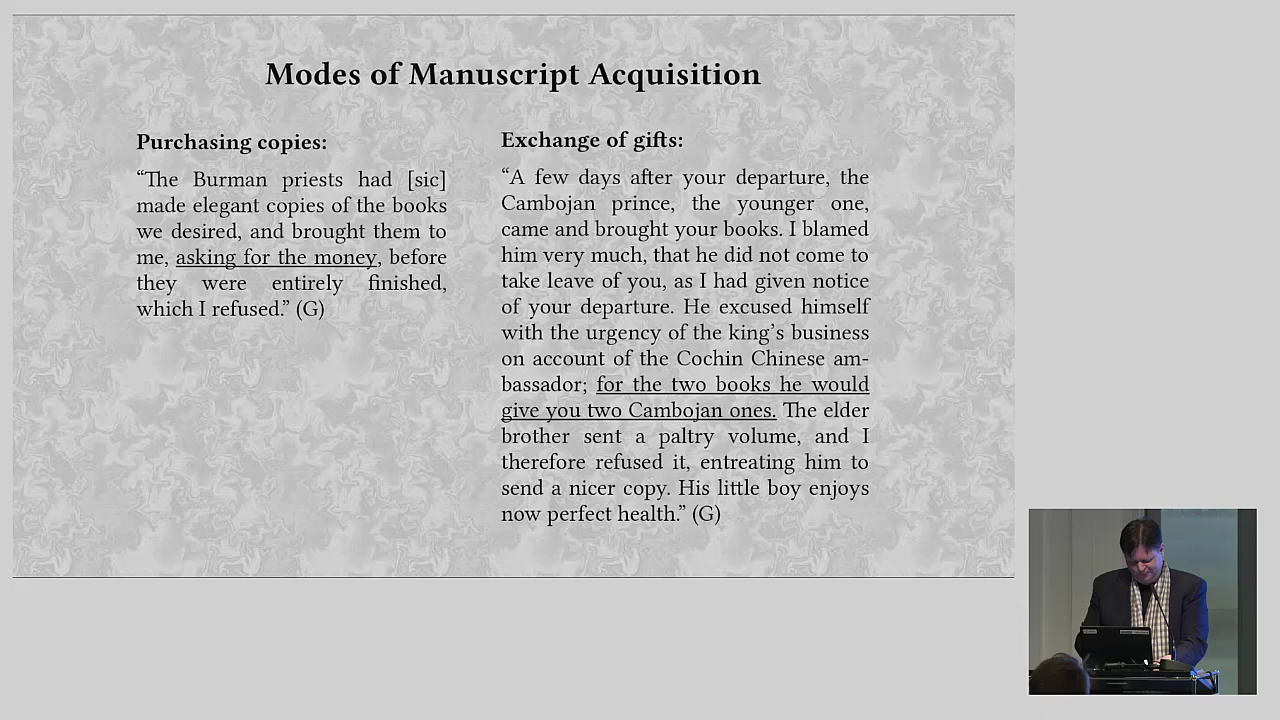 Modes of Manuscript Acquisition
Purchasing copies:
“The Burman priests had [sic]
made elegant copies of the books
we desired, and brought them to
me, asking for the money, before
they were entirely finished,
which I refused.” (G)
Exchange of gifts:
“A few days after your departure, the
Cambojan prince, the younger one,
came and brought your books. I blamed
him very much, that he did not come to
take leave of you, as I had given notice
of your departure. He excused himself
with the urgency of the king’s business
on account of the Cochin Chinese am-
bassador; for the two books he would
give you two Cambojan ones. The elder
brother sent a paltry volume, and I
therefore refused it, entreating him to
send a nicer copy. His little boy enjoys
now perfect health.” (G)